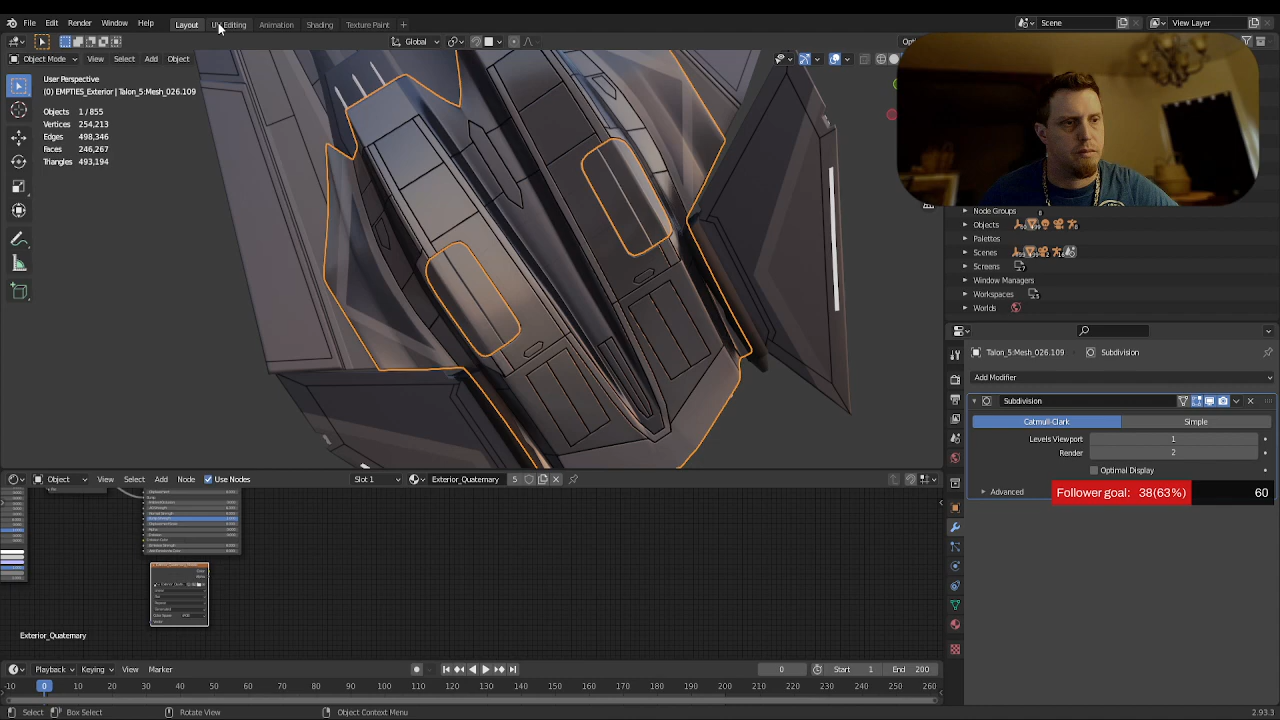 File Edit Render Window Help Layout UV Editing Animation Shading Texture Paint + Scene View Layer
Global
Object Mode View Select Add Object
User Perspective
(0) EMPTIES_Exterior | Talon_5:Mesh_026.109
Objects 1 / 855
Vertices 254,213
Edges 498,346
Faces 246,267
Triangles 493,194
Node Groups
Objects
Palettes
Scenes
Screens
Window Managers
Workspaces
Worlds
Talon_5:Mesh_026.109 Subdivision
Add Modifier
Subdivision
Catmull-Clark Simple
Levels Viewport 1
Render 2
Optimal Display
Advanced
Follower goal: 38(63%) 60
Object View Select Add Node Use Nodes Slot 1 Exterior_Quaternary 5
Exterior_Quaternary
Playback Keying View Marker 0 Start 1 End 200
-10 0 10 20 30 40 50 60 70 80 90 100 110 120 130 140 150 160 170 180 190 200 210 220 230 240 250 260
Select Box Select Rotate View Object Context Menu 2.93.3